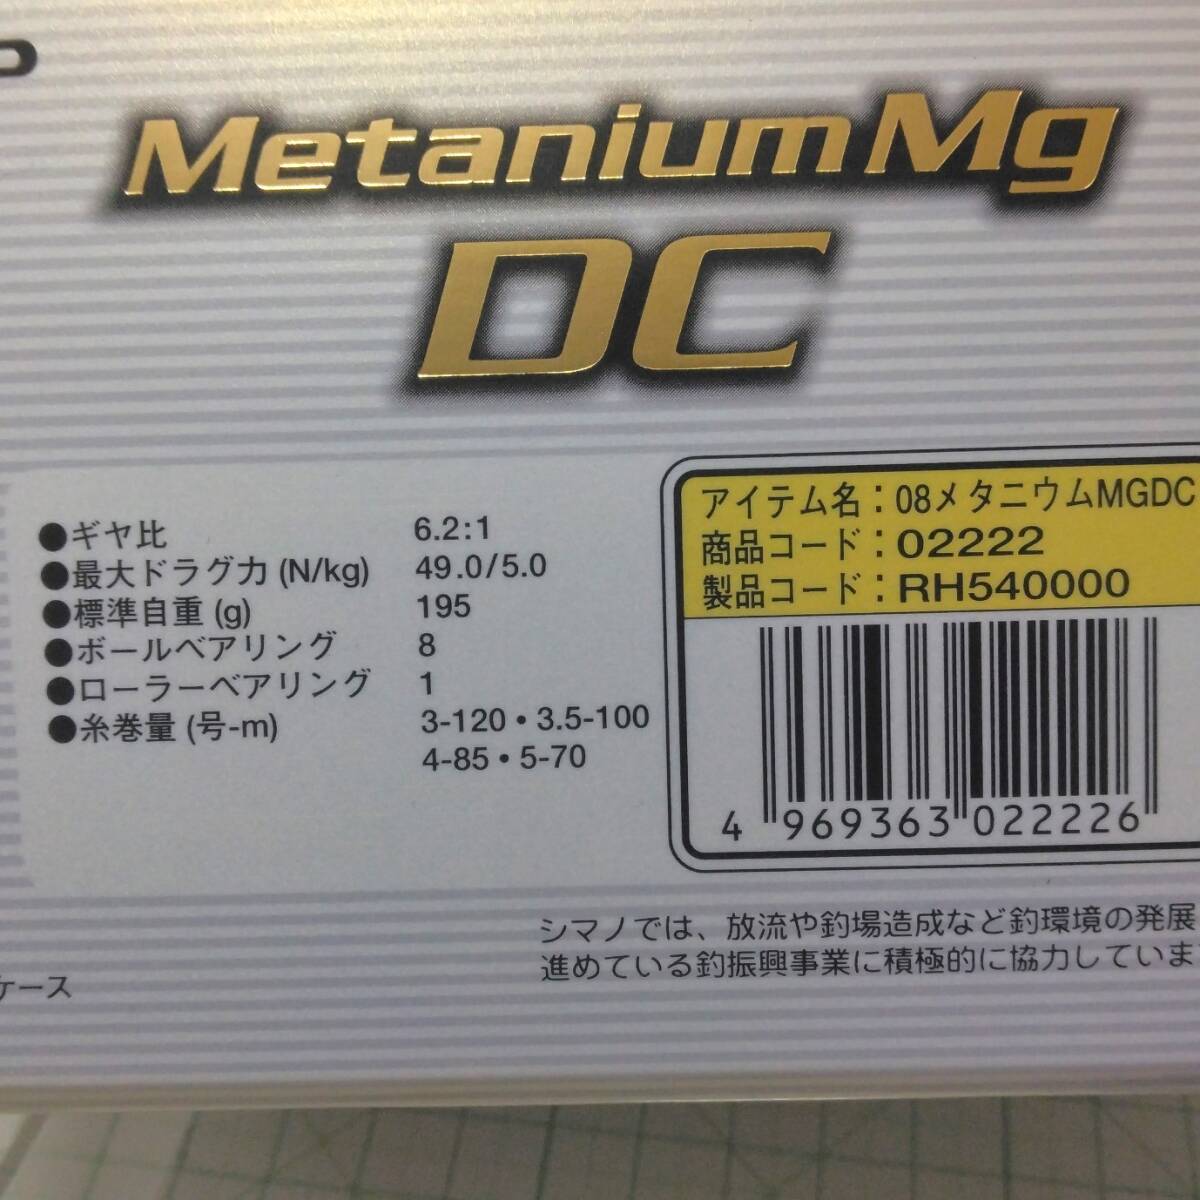 Metanium Mg
DC
●ギヤ比 6.2:1
●最大ドラグ力 (N/kg) 49.0/5.0
●標準自重 (g) 195
●ボールベアリング 8
●ローラーベアリング 1
●糸巻量 (号-m) 3-120・3.5-100
4-85・5-70
アイテム名：08メタニウムMGDC
商品コード：02222
製品コード：RH540000
4 969363 022226
シマノでは、放流や釣場造成など釣環境の発展
進めている釣振興事業に積極的に協力していま
ケース